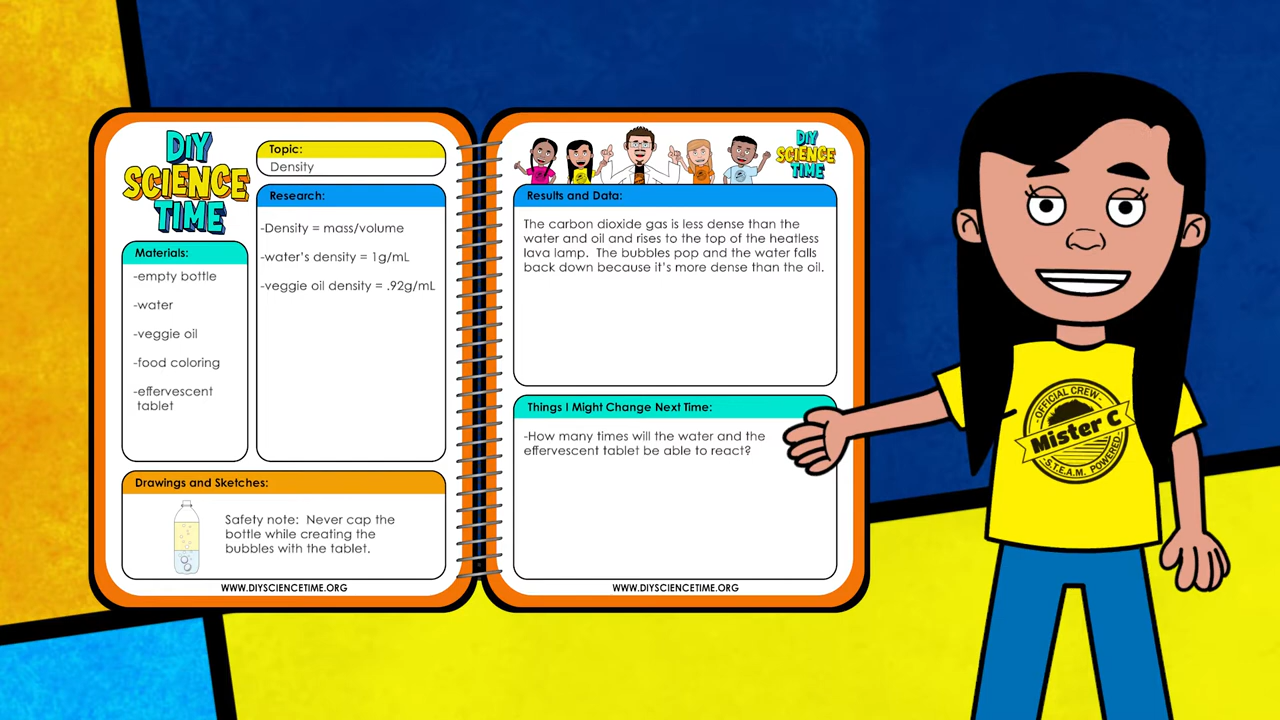 DIY
SCIENCE
TIME
Topic:
Density
Research:
-Density = mass/volume
-water's density = 1g/mL
-veggie oil density = .92g/mL
Materials:
-empty bottle
-water
-veggie oil
-food coloring
-effervescent
tablet
Drawings and Sketches:
Safety note: Never cap the
bottle while creating the
bubbles with the tablet.
WWW.DIYSCIENCETIME.ORG
DIY
SCIENCE
TIME
Results and Data:
The carbon dioxide gas is less dense than the
water and oil and rises to the top of the heatless
lava lamp. The bubbles pop and the water falls
back down because it's more dense than the oil.
Things I Might Change Next Time:
-How many times will the water and the
effervescent tablet be able to react?
WWW.DIYSCIENCETIME.ORG
OFFICIAL CREW
Mister C
S.T.E.A.M. POWERED